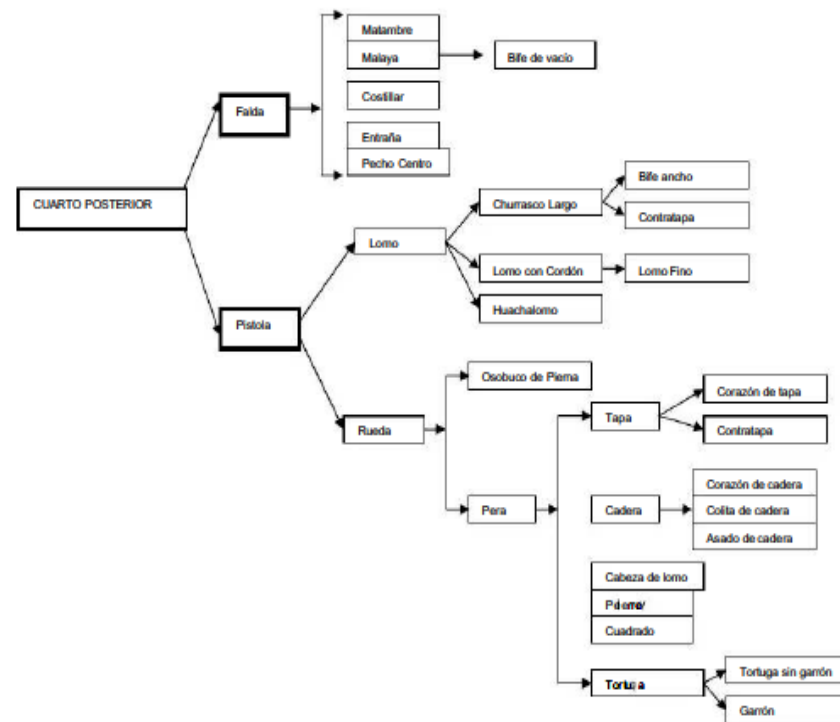 Matambre
Malaya
Bife de vacío
Costillar
Falda
Entraña
Pecho Centro
CUARTO POSTERIOR
Bife ancho
Churrasco Largo
Contratapa
Lomo
Lomo con Cordón
Lomo Fino
Huachalomo
Pistola
Osobuco de Pierna
Corazón de tapa
Tapa
Rueda
Contratapa
Corazón de cadera
Pera
Cadera
Colita de cadera
Asado de cadera
Cabeza de lomo
Cuadrado
Tortuga sin garrón
Tortuga
Garrón